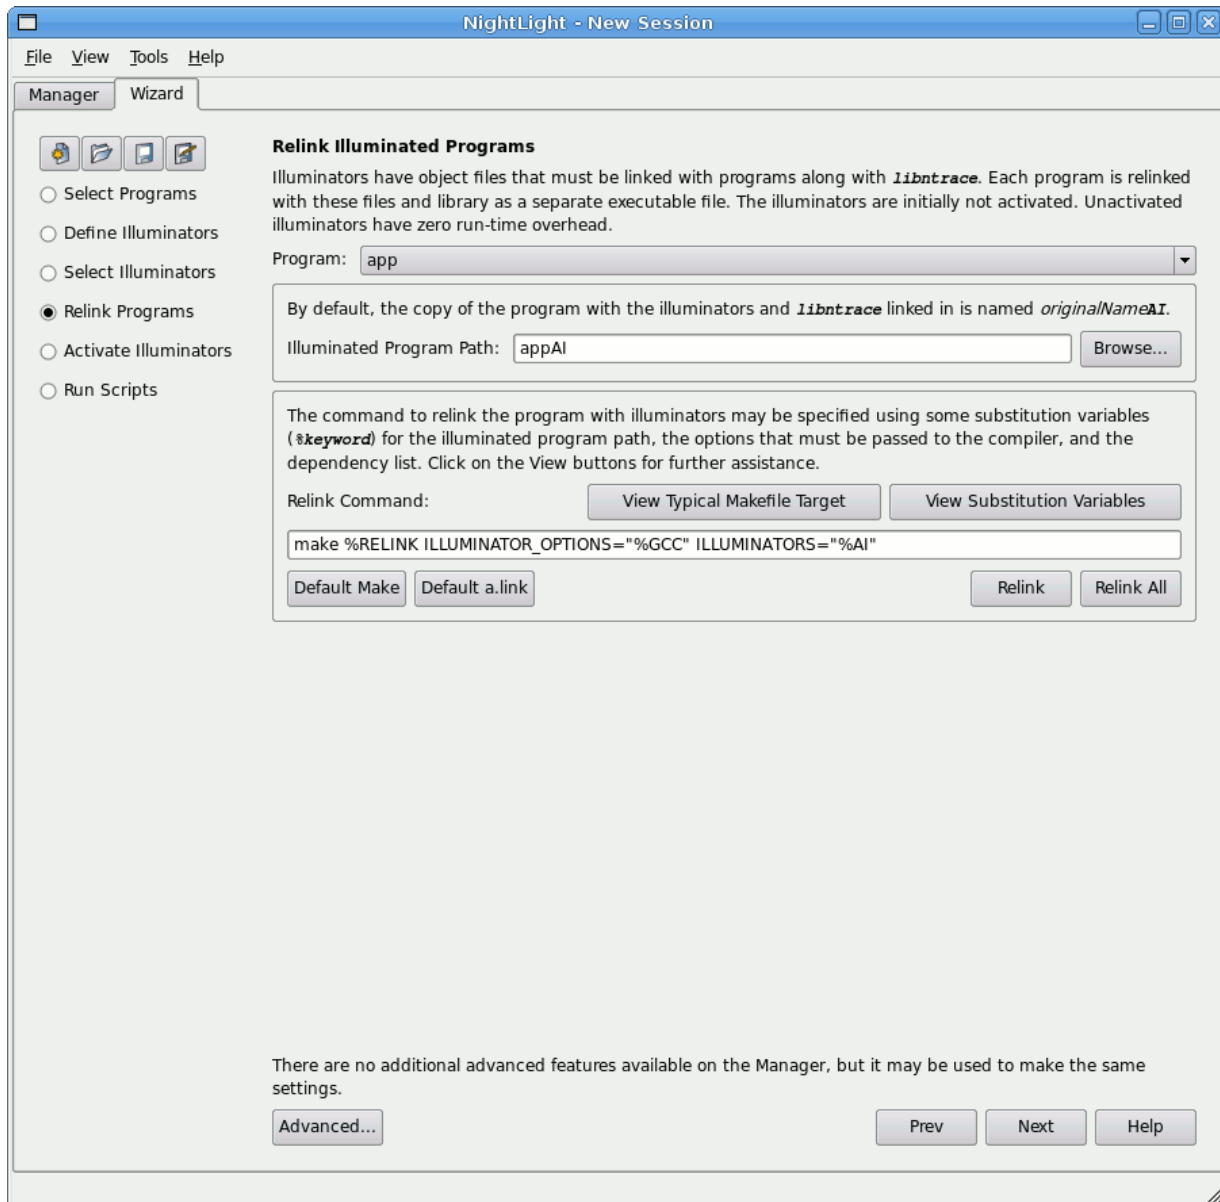 NightLight - New Session
File View Tools Help
Manager Wizard
Select Programs
Define Illuminators
Select Illuminators
Relink Programs
Activate Illuminators
Run Scripts
Relink Illuminated Programs
Illuminators have object files that must be linked with programs along with libntrace. Each program is relinked
with these files and library as a separate executable file. The illuminators are initially not activated. Unactivated
illuminators have zero run-time overhead.
Program: app
By default, the copy of the program with the illuminators and libntrace linked in is named originalNameAI.
Illuminated Program Path: appAI Browse...
The command to relink the program with illuminators may be specified using some substitution variables
(%keyword) for the illuminated program path, the options that must be passed to the compiler, and the
dependency list. Click on the View buttons for further assistance.
Relink Command: View Typical Makefile Target View Substitution Variables
make %RELINK ILLUMINATOR_OPTIONS="%GCC" ILLUMINATORS="%AI"
Default Make Default a.link Relink Relink All
There are no additional advanced features available on the Manager, but it may be used to make the same
settings.
Advanced... Prev Next Help